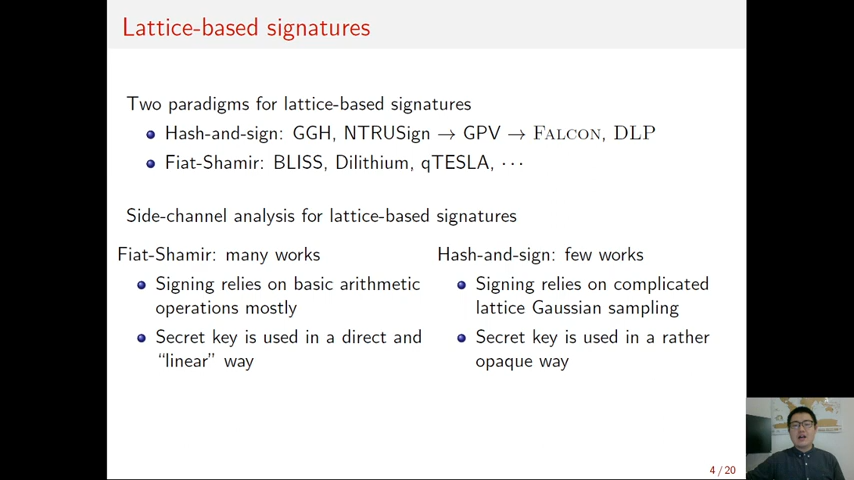 Lattice-based signatures
Two paradigms for lattice-based signatures
Hash-and-sign: GGH, NTRUSign → GPV → FALCON, DLP
Fiat-Shamir: BLISS, Dilithium, qTESLA, ···
Side-channel analysis for lattice-based signatures
Fiat-Shamir: many works
Signing relies on basic arithmetic
operations mostly
Secret key is used in a direct and
“linear” way
Hash-and-sign: few works
Signing relies on complicated
lattice Gaussian sampling
Secret key is used in a rather
opaque way
4 / 20